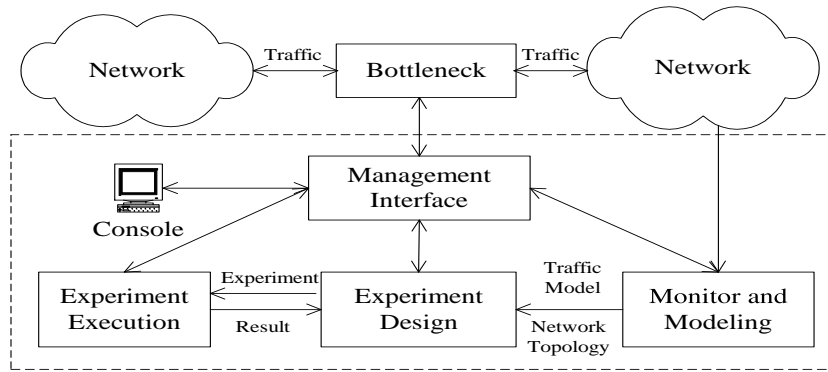 Network
Traffic
Bottleneck
Traffic
Network
Management
Interface
Console
Experiment
Execution
Experiment
Result
Experiment
Design
Traffic
Model
Network
Topology
Monitor and
Modeling